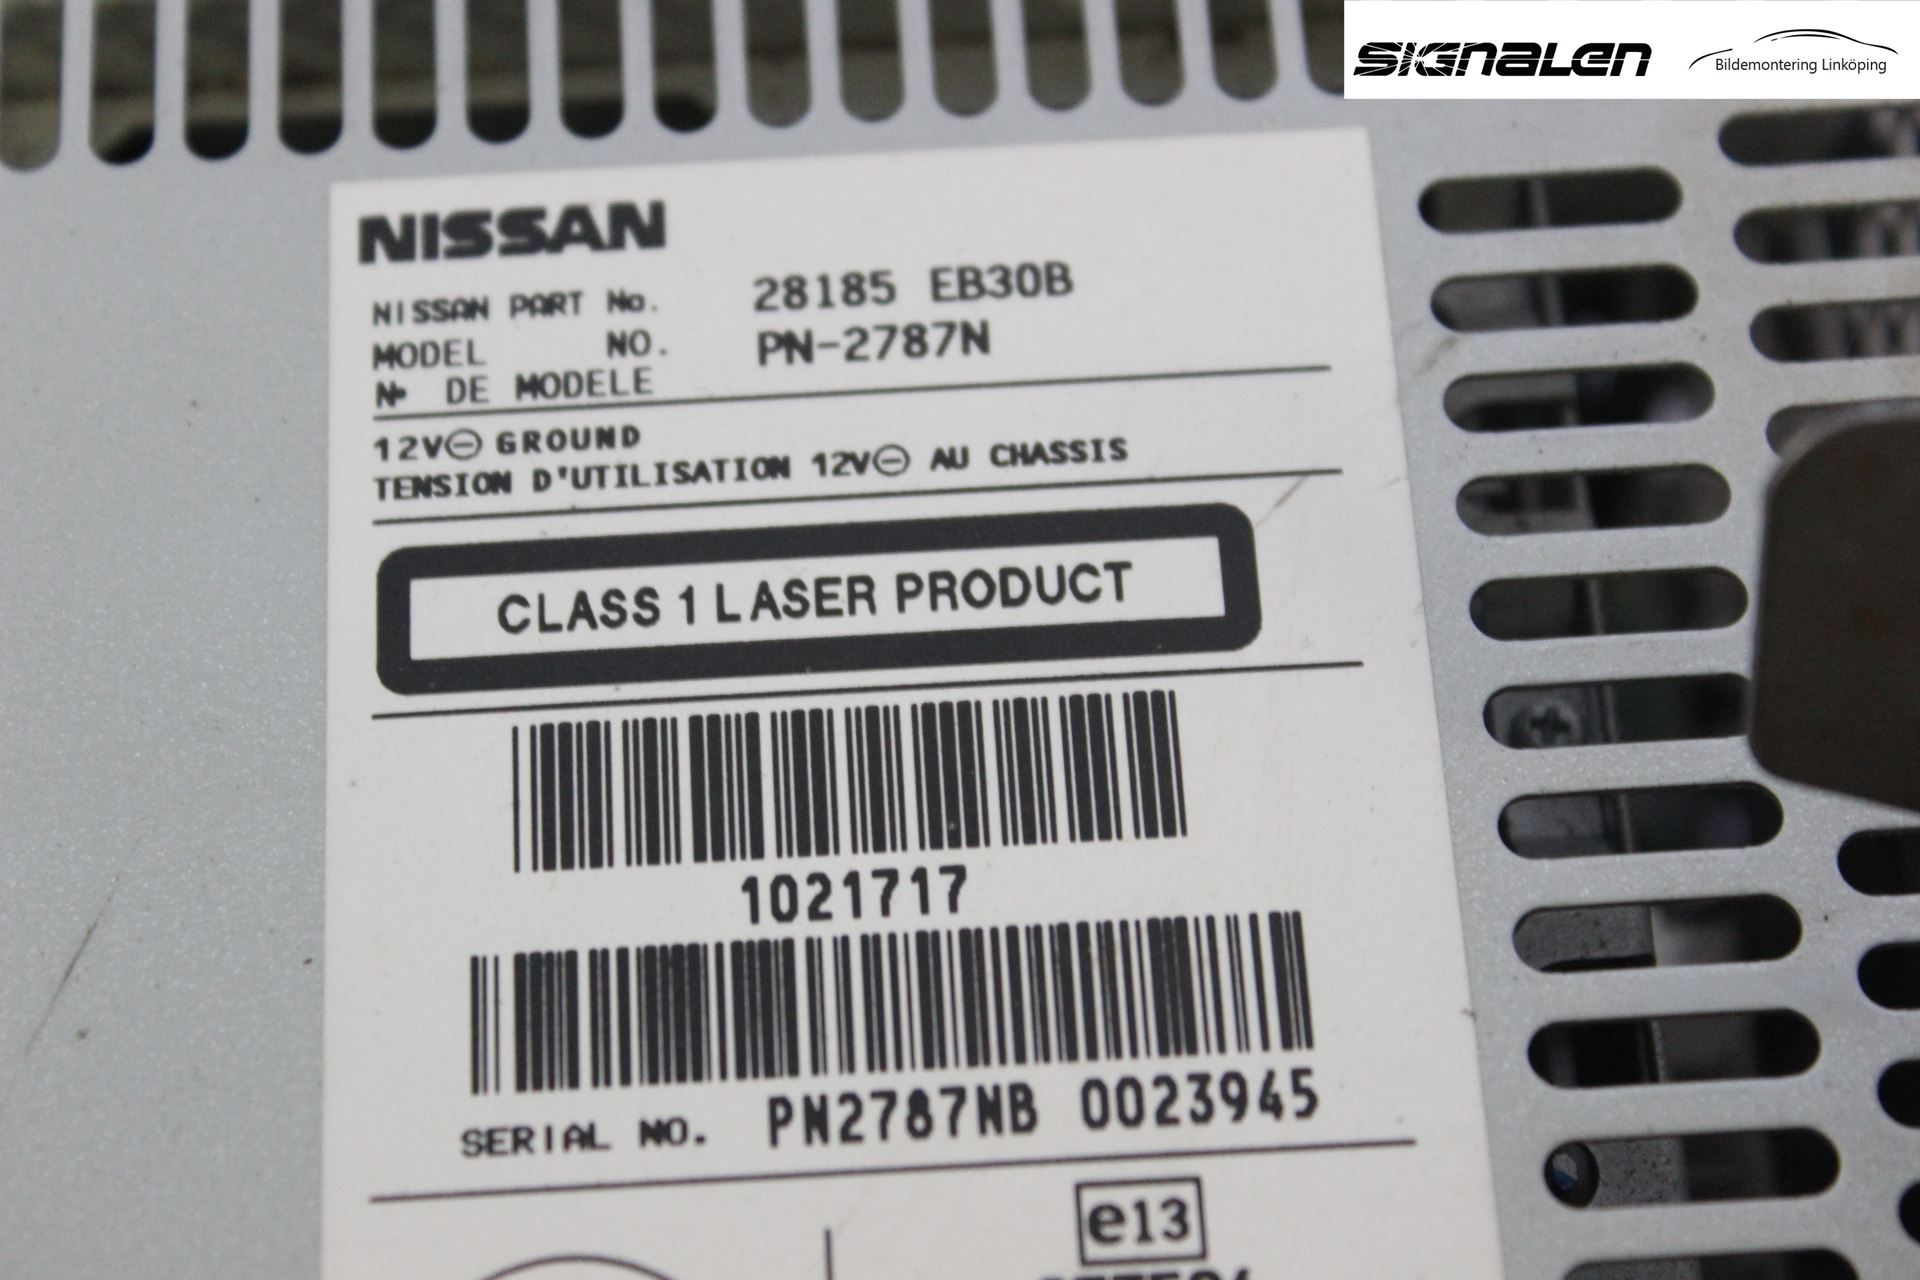 SIGNALEN
Bildemontering Linköping
NISSAN
NISSAN PART No. 28185 EB30B
MODEL NO. PN-2787N
N° DE MODELE
12V⊖ GROUND
TENSION D'UTILISATION 12V⊖ AU CHASSIS
CLASS 1 LASER PRODUCT
1021717
SERIAL NO. PN2787NB 0023945
e13